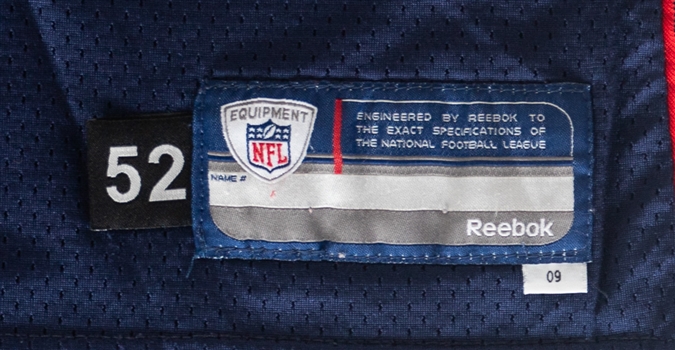 52
EQUIPMENT
NFL
ENGINEERED BY REEBOK TO
THE EXACT SPECIFICATIONS OF
THE NATIONAL FOOTBALL LEAGUE
NAME #
Reebok
09